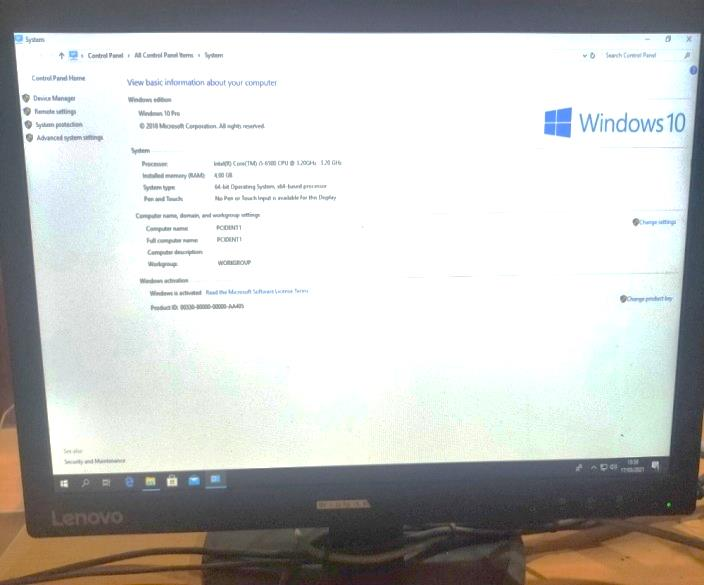 System
Control Panel › All Control Panel Items › System
Search Control Panel
Control Panel Home
Device Manager
Remote settings
System protection
Advanced system settings
View basic information about your computer
Windows edition
Windows 10 Pro
© 2018 Microsoft Corporation. All rights reserved.
Windows 10
System
Processor: Intel(R) Core(TM) i5-6500 CPU @ 3.20GHz 3.20 GHz
Installed memory (RAM): 4,00 GB
System type: 64-bit Operating System, x64-based processor
Pen and Touch: No Pen or Touch Input is available for this Display
Computer name, domain, and workgroup settings
Computer name: PCIDENT1
Change settings
Full computer name: PCIDENT1
Computer description:
Workgroup: WORKGROUP
Windows activation
Windows is activated Read the Microsoft Software License Terms
Product ID: 00330-80000-00000-AA405
Change product key
See also
Security and Maintenance
17/05/2021
Lenovo